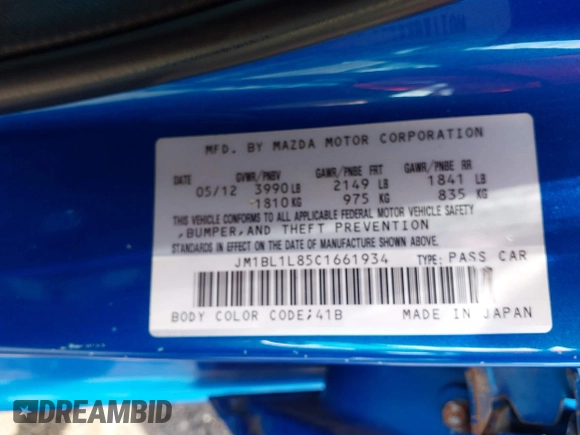 MFD. BY MAZDA MOTOR CORPORATION
DATE GVWR/PNBV GAWR/PNBE FRT GAWR/PNBE RR
05/12 3990 LB 2149 LB 1841 LB
1810 KG 975 KG 835 KG
THIS VEHICLE CONFORMS TO ALL APPLICABLE FEDERAL MOTOR VEHICLE SAFETY
,BUMPER,AND THEFT PREVENTION
STANDARDS IN EFFECT ON THE DATE OF MANUFACTURE SHOWN ABOVE.
JM1BL1L85C1661934 TYPE: PASS CAR
BODY COLOR CODE;41B MADE IN JAPAN
DREAMBID